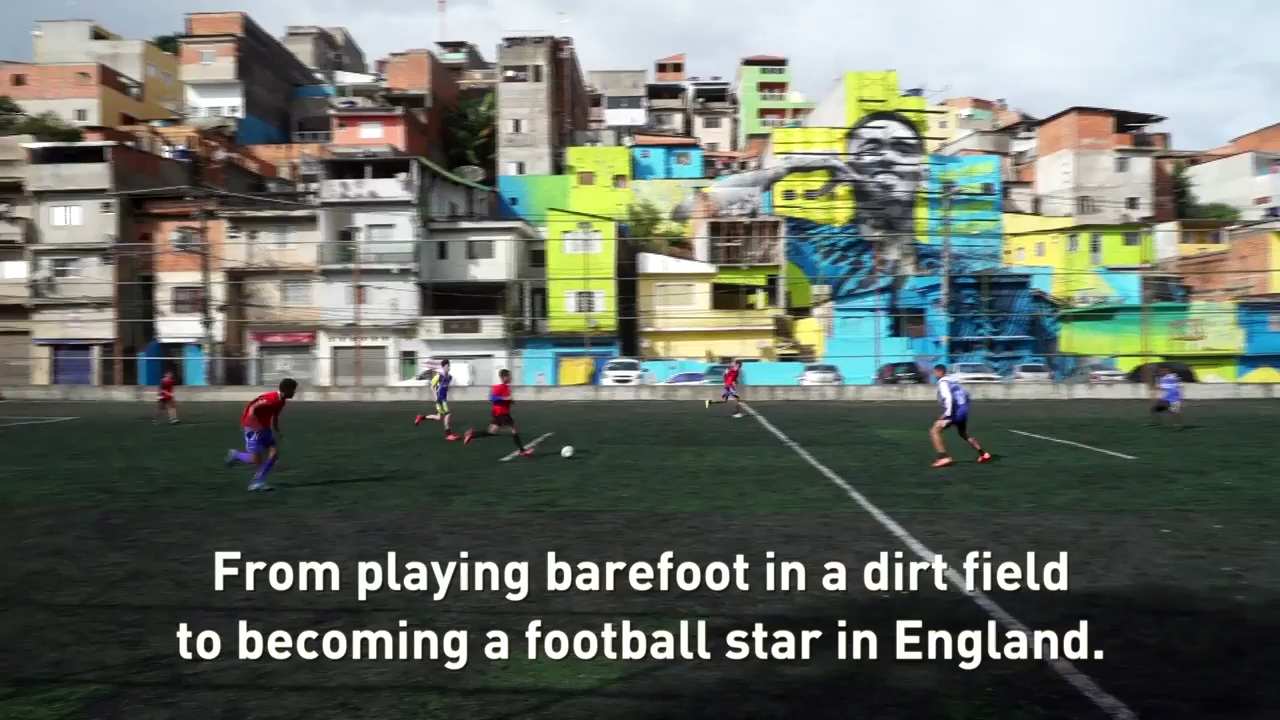 From playing barefoot in a dirt field
to becoming a football star in England.